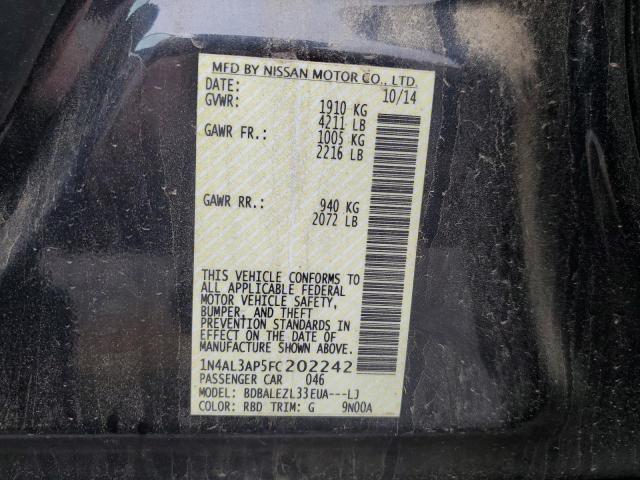 MFD BY NISSAN MOTOR CO., LTD.
DATE: 10/14
GVWR: 1910 KG
4211 LB
GAWR FR.: 1005 KG
2216 LB
GAWR RR.: 940 KG
2072 LB
THIS VEHICLE CONFORMS TO
ALL APPLICABLE FEDERAL
MOTOR VEHICLE SAFETY,
BUMPER, AND THEFT
PREVENTION STANDARDS IN
EFFECT ON THE DATE OF
MANUFACTURE SHOWN ABOVE.
1N4AL3AP5FC202242
PASSENGER CAR 046
MODEL: BDBALEZL33EUA---LJ
COLOR: RBD TRIM: G 9N00A